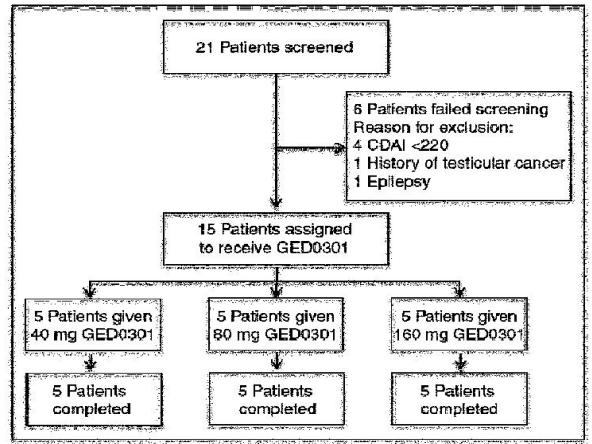 21 Patients screened
6 Patients failed screening
Reason for exclusion:
4 CDAI <220
1 History of testicular cancer
1 Epilepsy
15 Patients assigned
to receive GED0301
5 Patients given
40 mg GED0301
5 Patients given
80 mg GED0301
5 Patients given
160 mg GED0301
5 Patients
completed
5 Patients
completed
5 Patients
completed